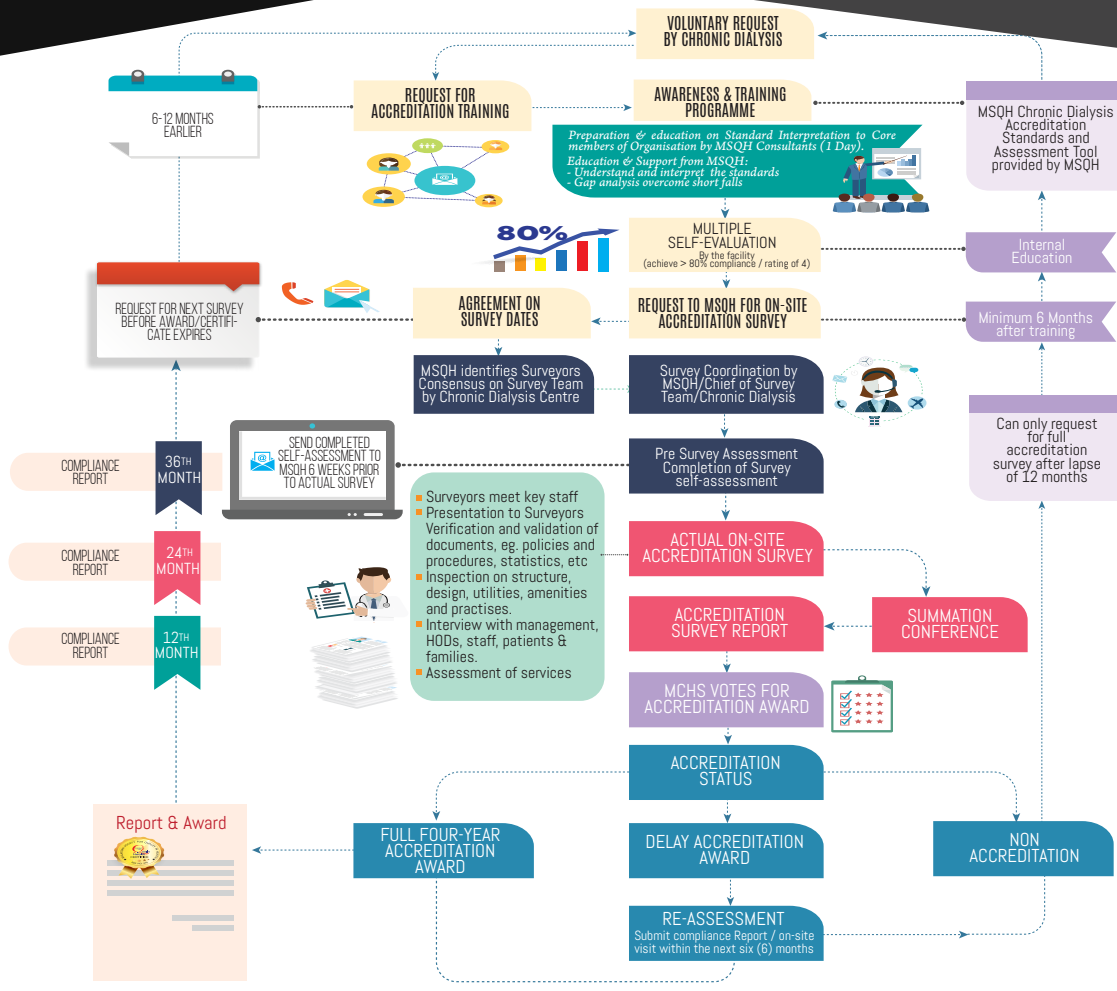 VOLUNTARY REQUEST
BY CHRONIC DIALYSIS
6-12 MONTHS
EARLIER
REQUEST FOR
ACCREDITATION TRAINING
AWARENESS & TRAINING
PROGRAMME
MSQH Chronic Dialysis
Accreditation
Standards and
Assessment Tool
provided by MSQH
Preparation & education on Standard Interpretation to Core
members of Organisation by MSQH Consultants (1 Day).
Education & Support from MSQH:
- Understand and interpret the standards
- Gap analysis overcome short falls
80%
MULTIPLE
SELF-EVALUATION
By the facility
(achieve > 80% compliance / rating of 4)
Internal
Education
REQUEST FOR NEXT SURVEY
BEFORE AWARD/CERTIFI-
CATE EXPIRES
AGREEMENT ON
SURVEY DATES
REQUEST TO MSQH FOR ON-SITE
ACCREDITATION SURVEY
Minimum 6 Months
after training
MSQH identifies Surveyors
Consensus on Survey Team
by Chronic Dialysis Centre
Survey Coordination by
MSQH/Chief of Survey
Team/Chronic Dialysis
Can only request
for full
accreditation
survey after lapse
of 12 months
SEND COMPLETED
SELF-ASSESSMENT TO
MSQH 6 WEEKS PRIOR
TO ACTUAL SURVEY
Pre Survey Assessment
Completion of Survey
self-assessment
COMPLIANCE
REPORT
36TH
MONTH
Surveyors meet key staff
Presentation to Surveyors
Verification and validation of
documents, eg. policies and
procedures, statistics, etc
Inspection on structure,
design, utilities, amenities
and practises.
Interview with management,
HODs, staff, patients &
families.
Assessment of services
ACTUAL ON-SITE
ACCREDITATION SURVEY
COMPLIANCE
REPORT
24TH
MONTH
ACCREDITATION
SURVEY REPORT
SUMMATION
CONFERENCE
COMPLIANCE
REPORT
12TH
MONTH
MCHS VOTES FOR
ACCREDITATION AWARD
ACCREDITATION
STATUS
Report & Award
FULL FOUR-YEAR
ACCREDITATION
AWARD
DELAY ACCREDITATION
AWARD
NON
ACCREDITATION
RE-ASSESSMENT
Submit compliance Report / on-site
visit within the next six (6) months